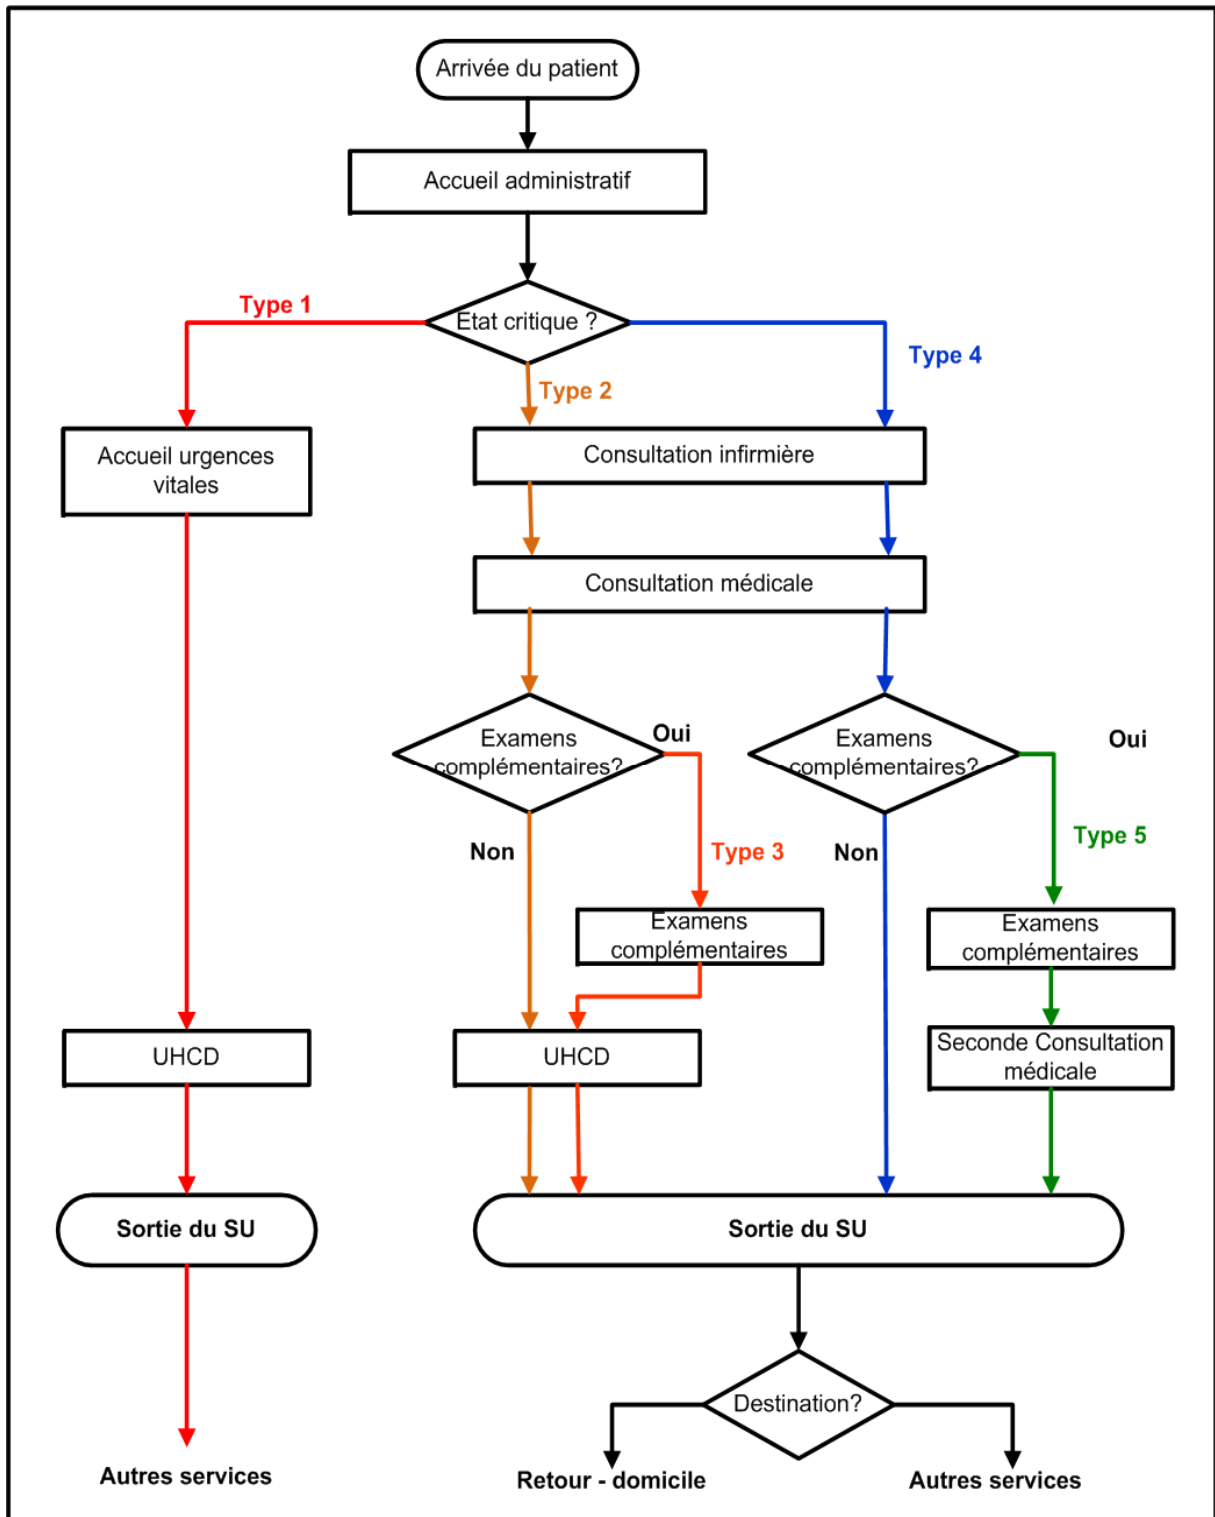 Arrivée du patient
Accueil administratif
Type 1
Etat critique ?
Type 4
Type 2
Accueil urgences
vitales
Consultation infirmière
Consultation médicale
Examens
complémentaires?
Oui
Examens
complémentaires?
Oui
Non
Type 3
Non
Type 5
Examens
complémentaires
Examens
complémentaires
UHCD
UHCD
Seconde Consultation
médicale
Sortie du SU
Sortie du SU
Destination?
Autres services
Retour - domicile
Autres services